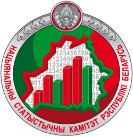 НАЦЫЯНАЛЬНЫ СТАТЫСТЫЧНЫ КАМІТЭТ РЭСПУБЛІКІ БЕЛАРУСЬ